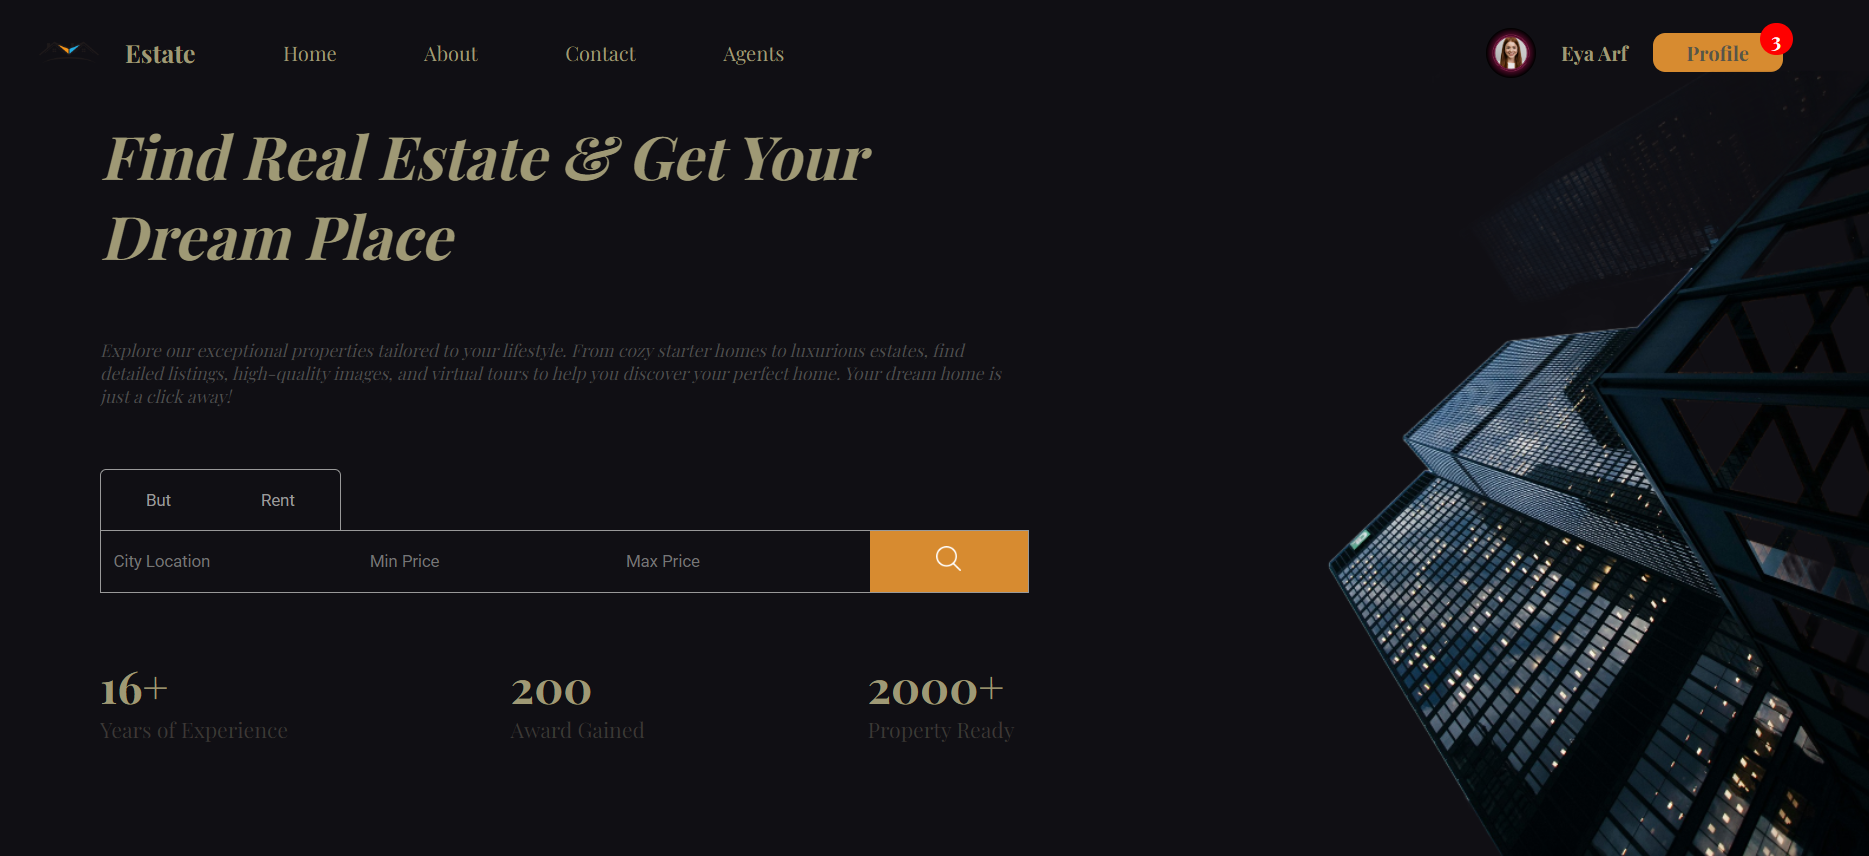 Estate
Home
About
Contact
Agents
Eya Arf
Profile
3
Find Real Estate & Get Your
Dream Place
Explore our exceptional properties tailored to your lifestyle. From cozy starter homes to luxurious estates, find
detailed listings, high-quality images, and virtual tours to help you discover your perfect home. Your dream home is
just a click away!
But
Rent
City Location
Min Price
Max Price
16+
200
2000+
Years of Experience
Award Gained
Property Ready